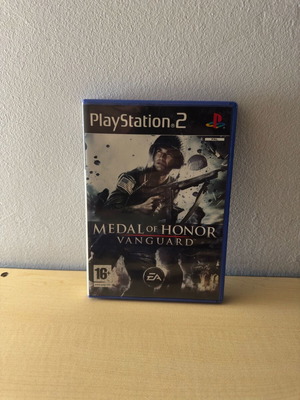 PlayStation 2
MEDAL OF HONOR
VANGUARD
16+
EA